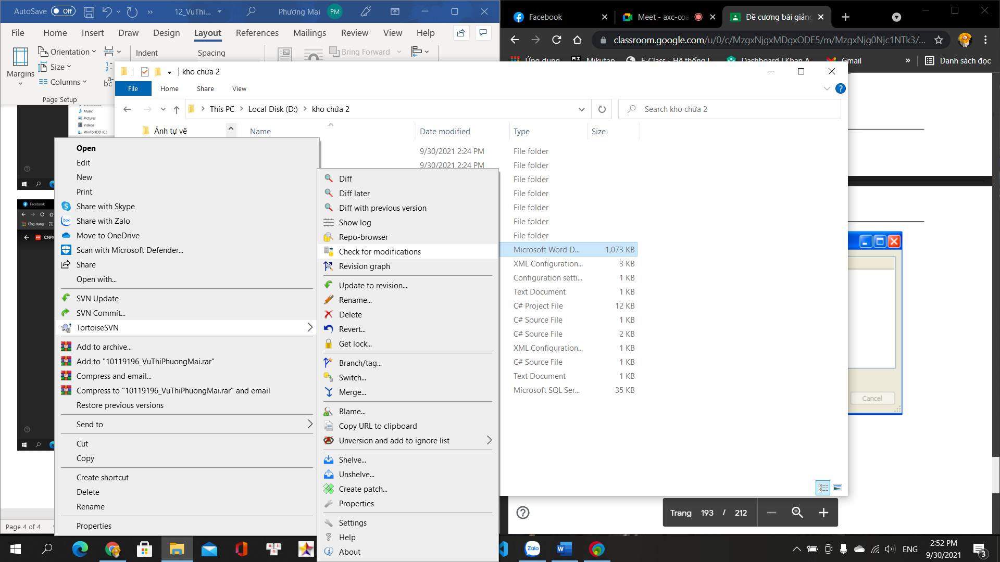 AutoSave Off
12_VuThi...
Phương Mai PM
File Home Insert Draw Design Layout References Mailings Review View Help
Margins
Orientation
Size
Columns
Indent
Spacing
Bring Forward
Page Setup
Music
Pictures
Videos
WinToHDD (C:)
Facebook
Ứng dụng
Page 4 of 4
Facebook
Meet - axc-coa
Đề cương bài giảng
classroom.google.com/u/0/c/MzgxNjgxMDgxODE5/m/MzgxNjg0Njc1NTk3/...
Ứng dụng
Mikutap
E-Class - Hệ thống
Dashboard | Khan A
Gmail
»
Danh sách đọc
kho chứa 2
File Home Share View
This PC > Local Disk (D:) > kho chứa 2
Search kho chứa 2
Ảnh tự vẽ
Name Date modified Type Size
9/30/2021 2:24 PM File folder
9/30/2021 2:24 PM File folder
File folder
File folder
File folder
File folder
File folder
Microsoft Word D... 1,073 KB
XML Configuration... 3 KB
Configuration setti... 1 KB
Text Document 1 KB
C# Project File 12 KB
C# Source File 1 KB
C# Source File 2 KB
XML Configuration... 1 KB
C# Source File 1 KB
Text Document 1 KB
Microsoft SQL Ser... 35 KB
Open
Edit
New
Print
Share with Skype
Share with Zalo
Move to OneDrive
Scan with Microsoft Defender...
Share
Open with...
SVN Update
SVN Commit...
TortoiseSVN
Add to archive...
Add to "10119196_VuThiPhuongMai.rar"
Compress and email...
Compress to "10119196_VuThiPhuongMai.rar" and email
Restore previous versions
Send to
Cut
Copy
Create shortcut
Delete
Rename
Properties
Diff
Diff later
Diff with previous version
Show log
Repo-browser
Check for modifications
Revision graph
Update to revision...
Rename...
Delete
Revert...
Get lock...
Branch/tag...
Switch...
Merge...
Blame...
Copy URL to clipboard
Unversion and add to ignore list
Shelve...
Unshelve...
Create patch...
Properties
Settings
Help
About
Cancel
Trang 193 / 212
Zalo
ENG
2:52 PM
9/30/2021
3